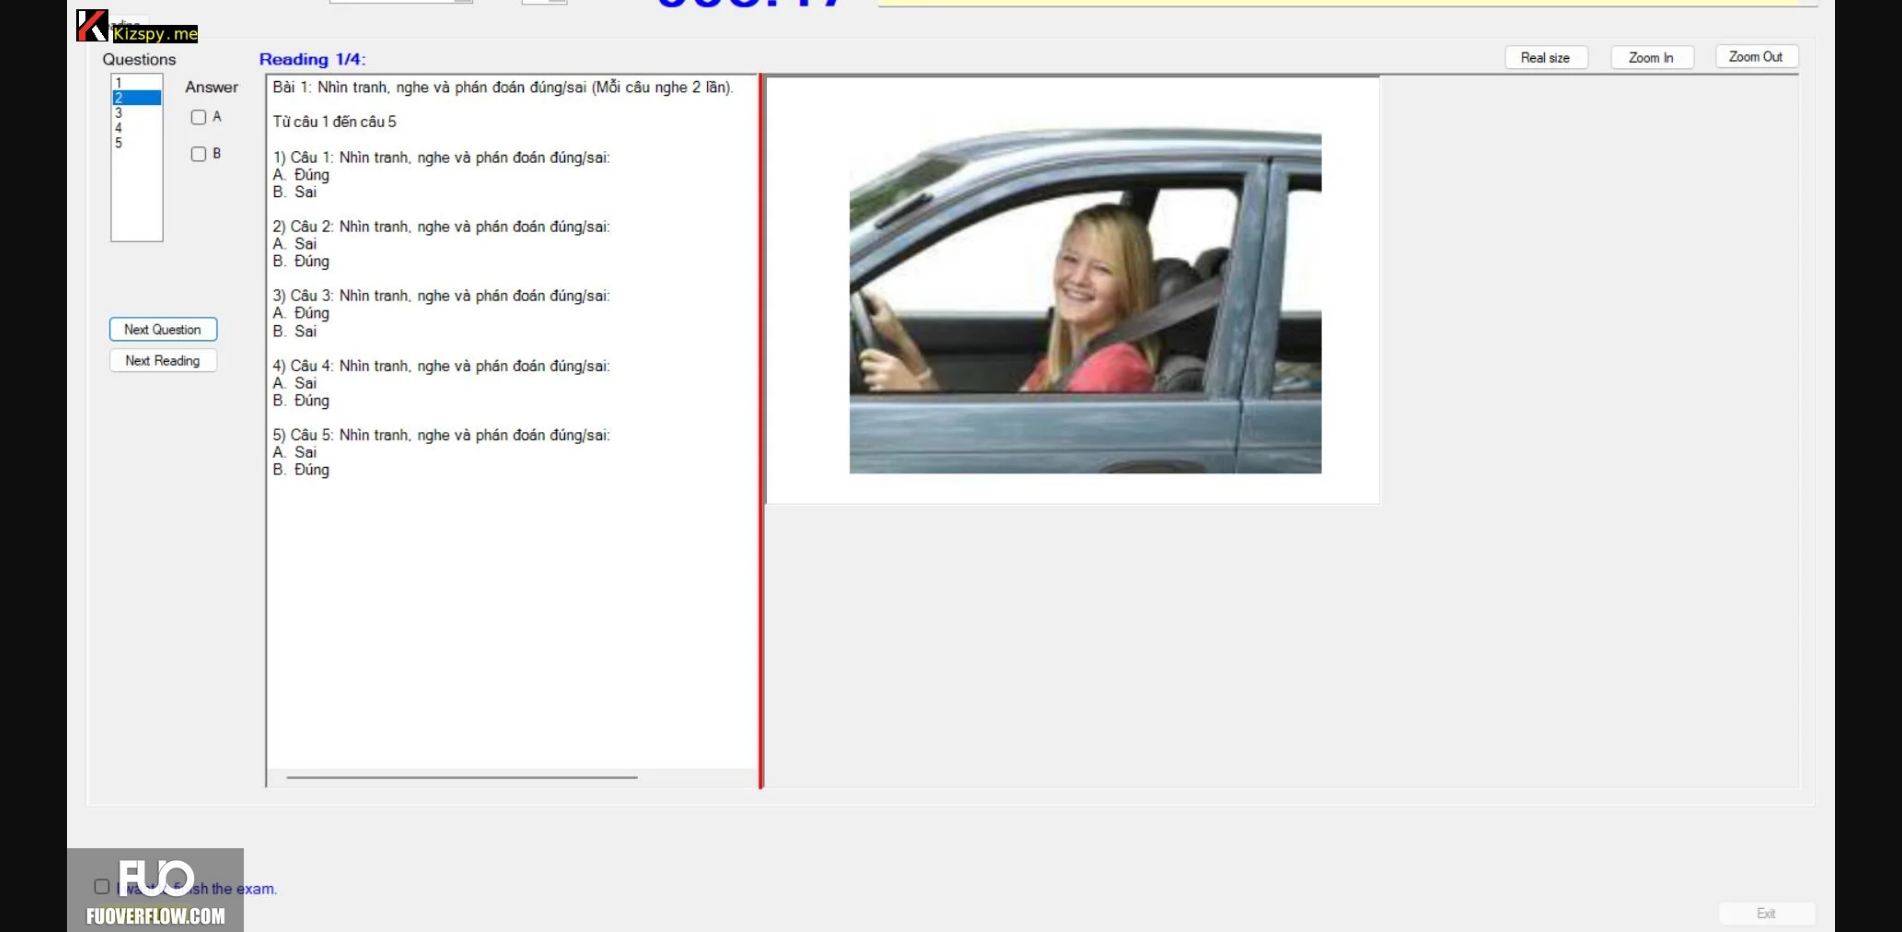 Kizspy.me
Questions
Reading 1/4:
Real size
Zoom In
Zoom Out
1
2
3
4
5
Answer
A
B
Next Question
Next Reading
Bài 1: Nhìn tranh, nghe và phán đoán đúng/sai (Mỗi câu nghe 2 lần).
Từ câu 1 đến câu 5
1) Câu 1: Nhìn tranh, nghe và phán đoán đúng/sai:
A. Đúng
B. Sai
2) Câu 2: Nhìn tranh, nghe và phán đoán đúng/sai:
A. Sai
B. Đúng
3) Câu 3: Nhìn tranh, nghe và phán đoán đúng/sai:
A. Đúng
B. Sai
4) Câu 4: Nhìn tranh, nghe và phán đoán đúng/sai:
A. Sai
B. Đúng
5) Câu 5: Nhìn tranh, nghe và phán đoán đúng/sai:
A. Sai
B. Đúng
FUO
the exam.
FUOVERFLOW.COM
Exit